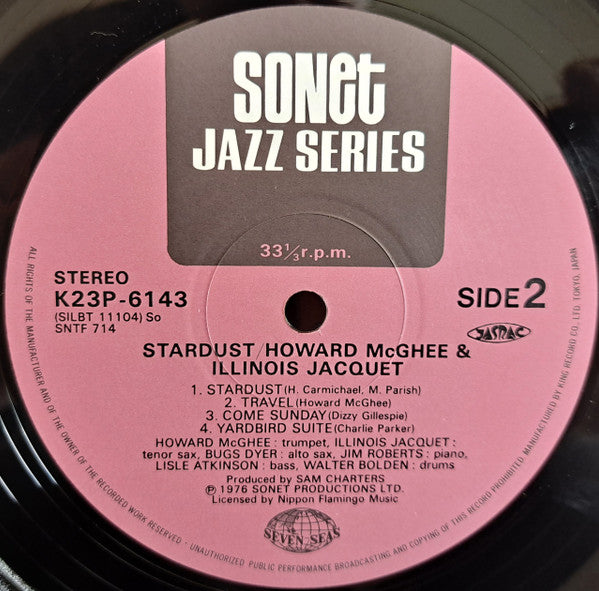 SONet
JAZZ SERIES
33⅓r.p.m.
STEREO
K23P-6143
(SILBT 11104) So
SNTF 714
SIDE 2
JASRAC
STARDUST/HOWARD McGHEE &
ILLINOIS JACQUET
1. STARDUST(H. Carmichael, M. Parish)
2. TRAVEL(Howard McGhee)
3. COME SUNDAY(Dizzy Gillespie)
4. YARDBIRD SUITE(Charlie Parker)
HOWARD McGHEE : trumpet, ILLINOIS JACQUET :
tenor sax, BUGS DYER : alto sax, JIM ROBERTS : piano,
LISLE ATKINSON : bass, WALTER BOLDEN : drums
Produced by SAM CHARTERS
℗ 1976 SONET PRODUCTIONS LTD.
Licensed by Nippon Flamingo Music
SEVEN SEAS
ALL RIGHTS OF THE MANUFACTURER AND OF THE OWNER OF THE RECORDED WORK RESERVED - UNAUTHORIZED PUBLIC PERFORMANCE BROADCASTING AND COPYING OF THIS RECORD PROHIBITED. MANUFACTURED BY KING RECORD CO., LTD. TOKYO, JAPAN